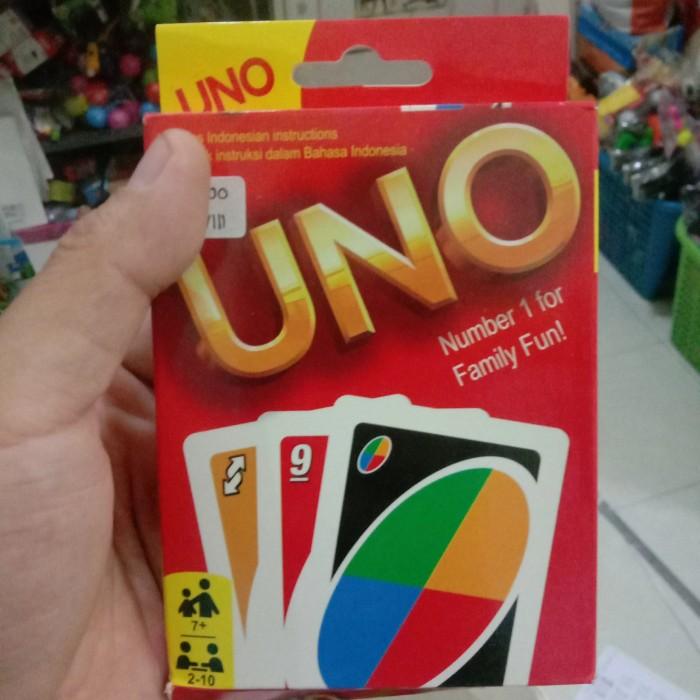 UNO
Indonesian instructions
instruksi dalam Bahasa Indonesia
UNO
Number 1 for
Family Fun!
9
7+
2-10